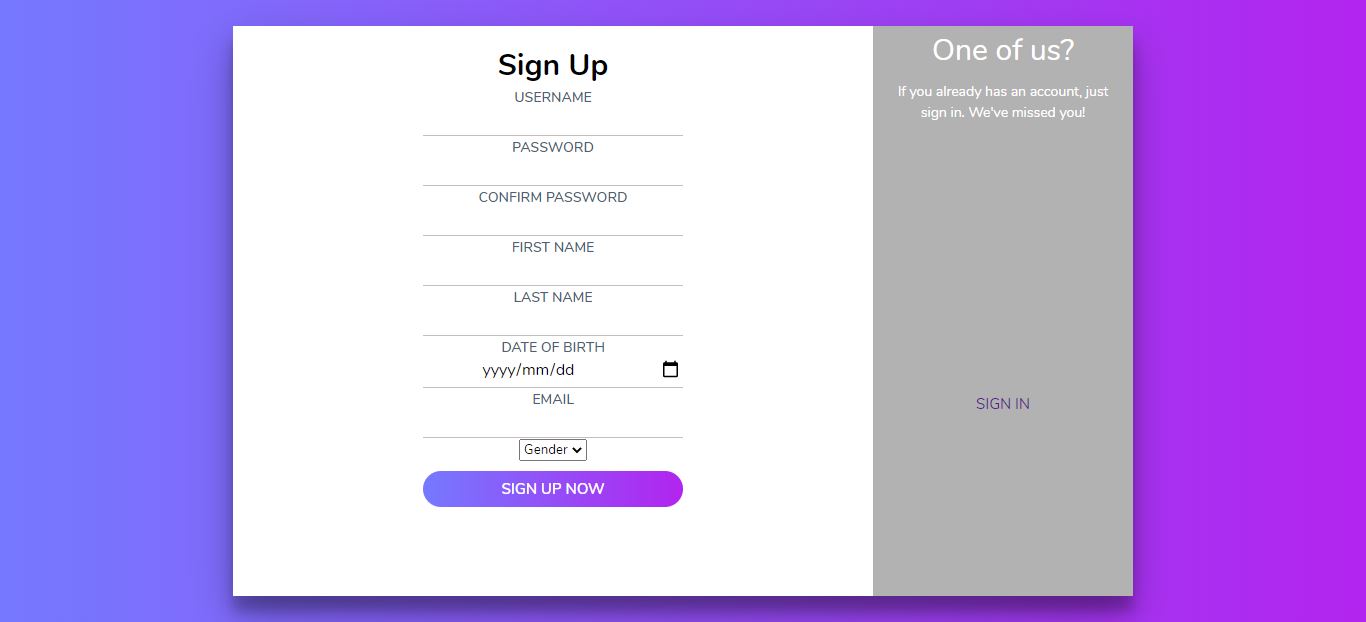 Sign Up
USERNAME
PASSWORD
CONFIRM PASSWORD
FIRST NAME
LAST NAME
DATE OF BIRTH
yyyy/mm/dd
EMAIL
Gender
SIGN UP NOW
One of us?
If you already has an account, just
sign in. We've missed you!
SIGN IN